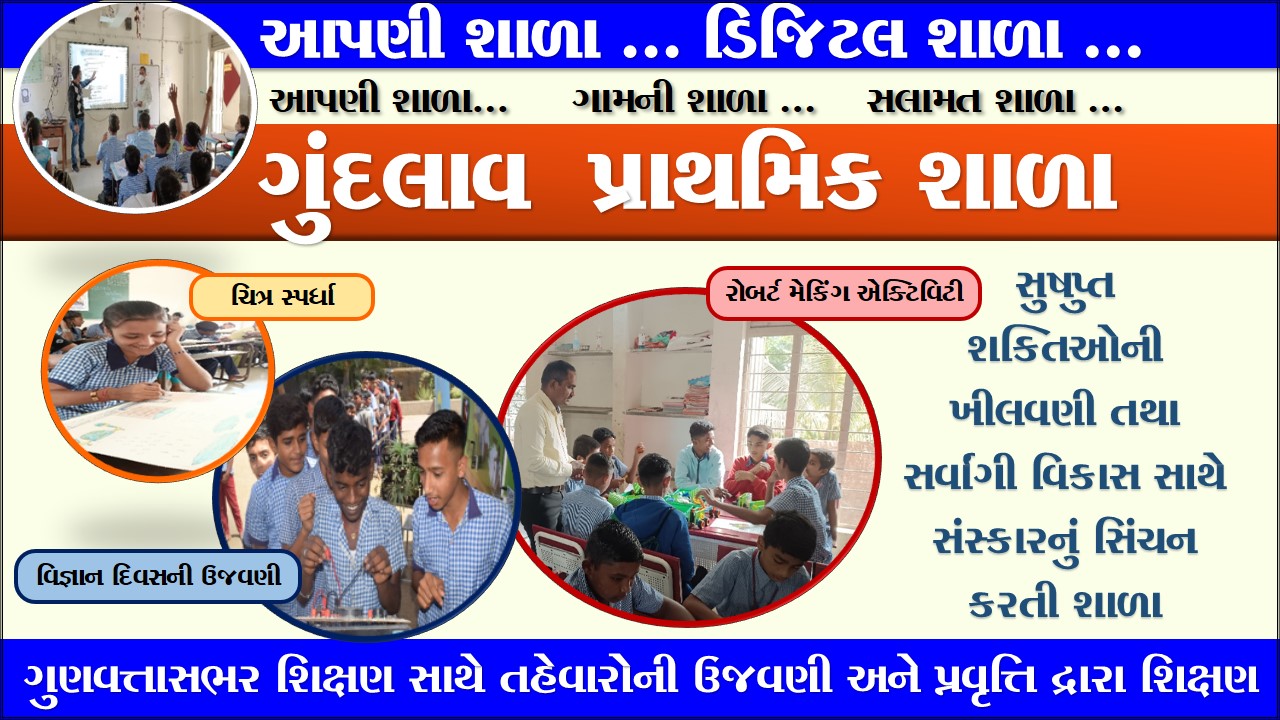 આપણી શાળા ... ડિજિટલ શાળા ...
આપણી શાળા... ગામની શાળા ... સલામત શાળા ...
ગુંદલાવ પ્રાથમિક શાળા
ચિત્ર સ્પર્ધા
રોબર્ટ મેકિંગ એક્ટિવિટી
સુષુપ્ત
શક્તિઓની
ખીલવણી તથા
સર્વાગી વિકાસ સાથે
સંસ્કારનું સિંચન
કરતી શાળા
વિજ્ઞાન દિવસની ઉજવણી
ગુણવત્તાસભર શિક્ષણ સાથે તહેવારોની ઉજવણી અને પ્રવૃત્તિ દ્વારા શિક્ષણ